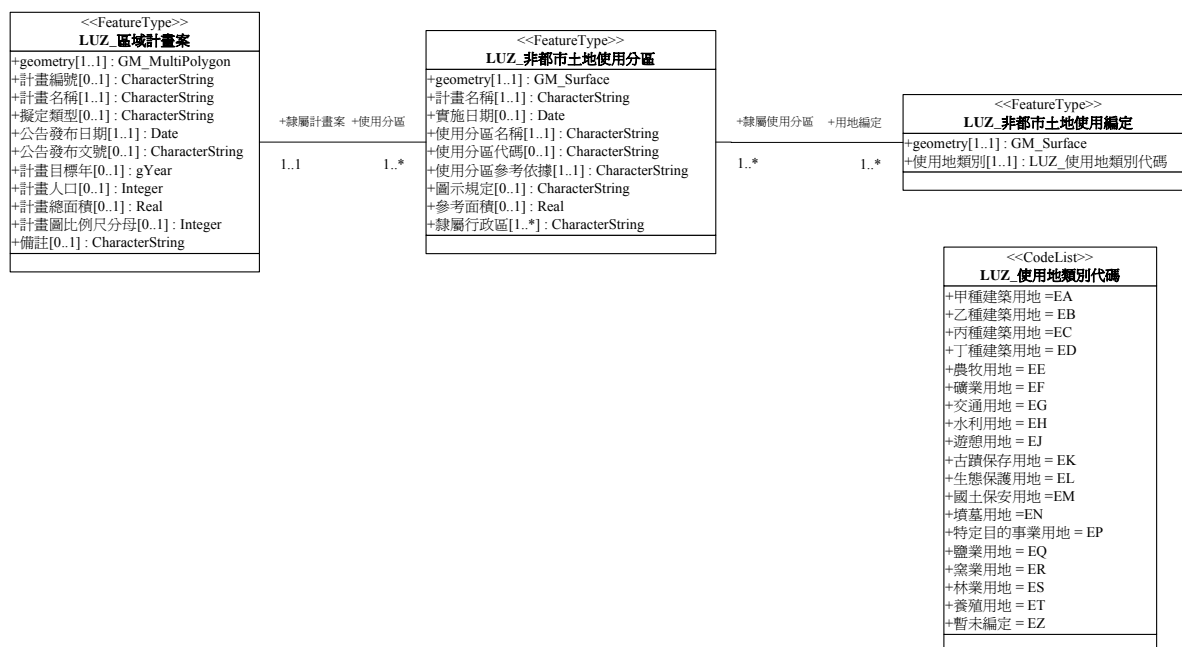 <<FeatureType>>
LUZ_區域計畫案
+geometry[1..1] : GM_MultiPolygon
+計畫編號[0..1] : CharacterString
+計畫名稱[1..1] : CharacterString
+擬定類型[0..1] : CharacterString
+公告發布日期[1..1] : Date
+公告發布文號[0..1] : CharacterString
+計畫目標年[0..1] : gYear
+計畫人口[0..1] : Integer
+計畫總面積[0..1] : Real
+計畫圖比例尺分母[0..1] : Integer
+備註[0..1] : CharacterString
+隸屬計畫案 +使用分區
1..1 1..*
<<FeatureType>>
LUZ_非都市土地使用分區
+geometry[1..1] : GM_Surface
+計畫名稱[1..1] : CharacterString
+實施日期[0..1] : Date
+使用分區名稱[1..1] : CharacterString
+使用分區代碼[0..1] : CharacterString
+使用分區參考依據[1..1] : CharacterString
+圖示規定[0..1] : CharacterString
+參考面積[0..1] : Real
+隸屬行政區[1..*] : CharacterString
+隸屬使用分區 +用地編定
1..* 1..*
<<FeatureType>>
LUZ_非都市土地使用編定
+geometry[1..1] : GM_Surface
+使用地類別[1..1] : LUZ_使用地類別代碼
<<CodeList>>
LUZ_使用地類別代碼
+甲種建築用地 =EA
+乙種建築用地 = EB
+丙種建築用地 =EC
+丁種建築用地 = ED
+農牧用地 = EE
+礦業用地 = EF
+交通用地 = EG
+水利用地 = EH
+遊憩用地 = EJ
+古蹟保存用地 = EK
+生態保護用地 = EL
+國土保安用地 =EM
+墳墓用地 =EN
+特定目的事業用地 = EP
+鹽業用地 = EQ
+窯業用地 = ER
+林業用地 = ES
+養殖用地 = ET
+暫未編定 = EZ